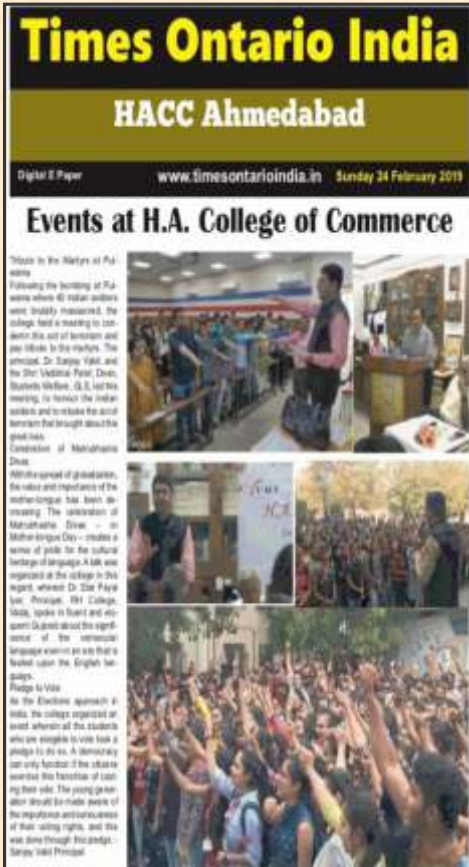 Times Ontario India
HACC Ahmedabad
Digital E Paper www.timesontarioindia.in Sunday 24 February 2019
Events at H.A. College of Commerce
Tribute to the Martyrs at Pul-
wama
Following the bombing at Pul-
wama where 40 Indian soldiers
were brutally massacred, the
college held a meeting to con-
demn this act of terrorism and
pay tribute to the martyrs. The
principal, Dr. Sanjay Vakil, and
the Shri Patel, Dean,
Students Welfare, GLS, led this
meeting, to honour the Indian
soldiers and to rebuke the act of
terrorism that brought about this
great loss.
Celebration of Matrubhasha
Divas
With the spread of globalization,
the value and importance of the
mother-tongue has been de-
creasing. The celebration of
Matrubhasha Divas - or
Mother-tongue Day - creates a
sense of pride for the cultural
heritage of language. A talk was
organized at the college in this
regard, wherein Dr.
Iyer, Principal, College,
spoke in fluent and elo-
quent Gujarati about the signifi-
cance of the vernacular
language even in an era that is
fixated upon the English lan-
guage.
Pledge to Vote
As the Elections approach in
India, the college organized an
event wherein all the students
who are elegible to vote took a
pledge to do so. A democracy
can only function if the citizens
exercise this franchise of cast-
ing their vote. The young gener-
ation should be made aware of
the importance and seriousness
of their voting rights, and this
was done through this pledge. -
Sanjay Vakil Principal